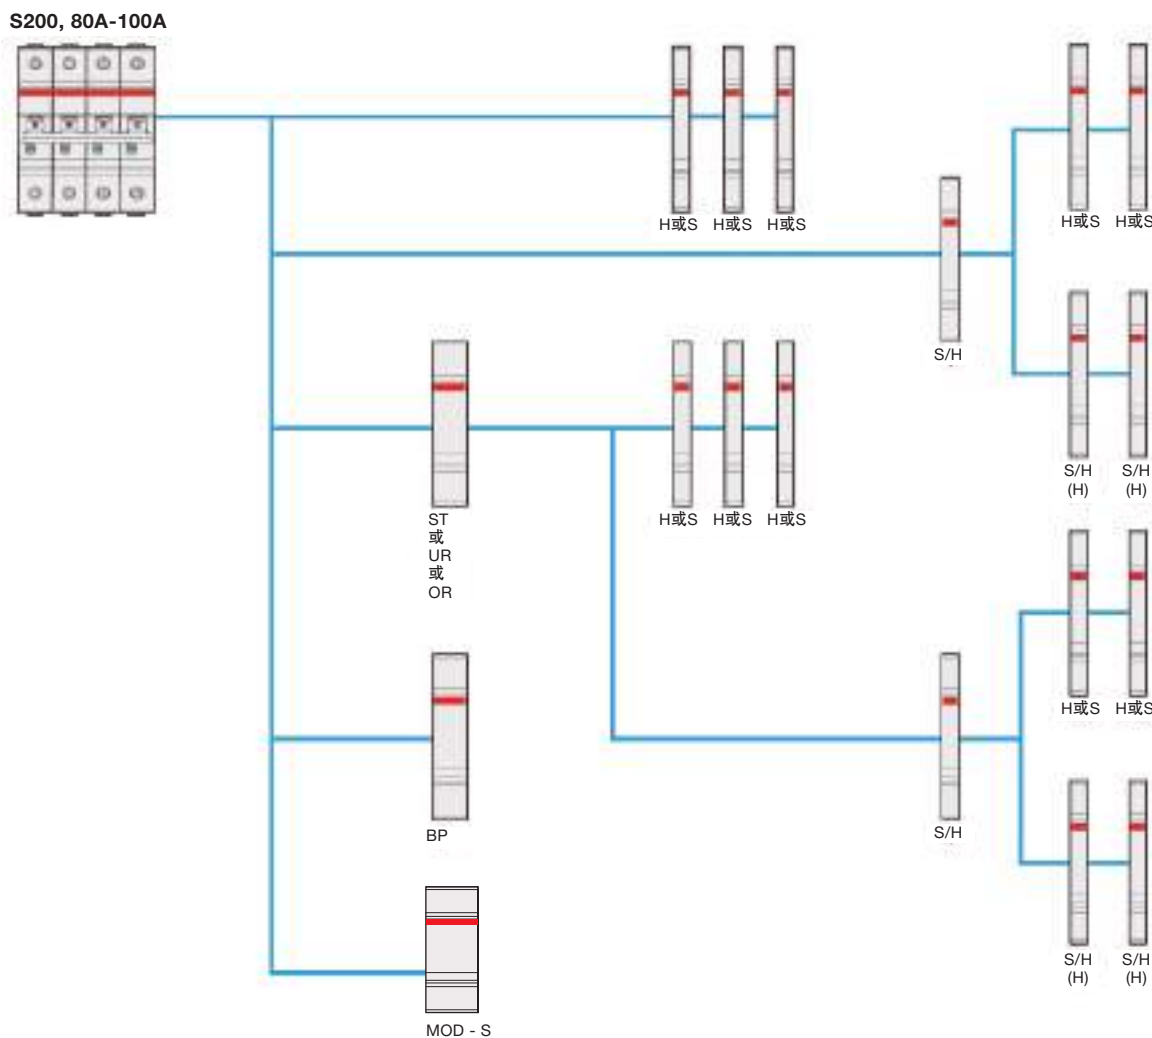 S200, 80A-100A
H或S H或S H或S
H或S H或S
S/H
S/H S/H
(H) (H)
ST
或
UR
或
OR
H或S H或S H或S
H或S H或S
BP
S/H
S/H S/H
(H) (H)
MOD - S